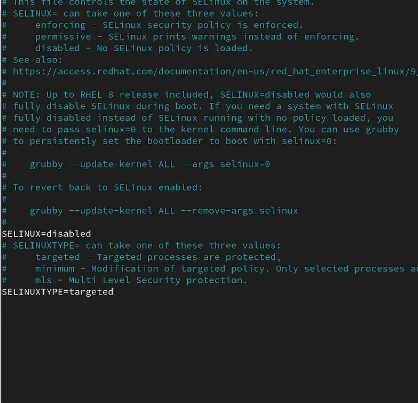 # This file controls the state of SELinux on the system.
# SELINUX= can take one of these three values:
#     enforcing - SELinux security policy is enforced.
#     permissive - SELinux prints warnings instead of enforcing.
#     disabled - No SELinux policy is loaded.
# See also:
# https://access.redhat.com/documentation/en-us/red_hat_enterprise_linux/9/
#
# NOTE: Up to RHEL 8 release included, SELINUX=disabled would also
# fully disable SELinux during boot. If you need a system with SELinux
# fully disabled instead of SELinux running with no policy loaded, you
# need to pass selinux=0 to the kernel command line. You can use grubby
# to persistently set the bootloader to boot with selinux=0:
#
#    grubby --update-kernel ALL --args selinux=0
#
# To revert back to SELinux enabled:
#
#    grubby --update-kernel ALL --remove-args selinux
#
SELINUX=disabled
# SELINUXTYPE= can take one of these three values:
#     targeted - Targeted processes are protected,
#     minimum - Modification of targeted policy. Only selected processes
#     mls - Multi Level Security protection.
SELINUXTYPE=targeted